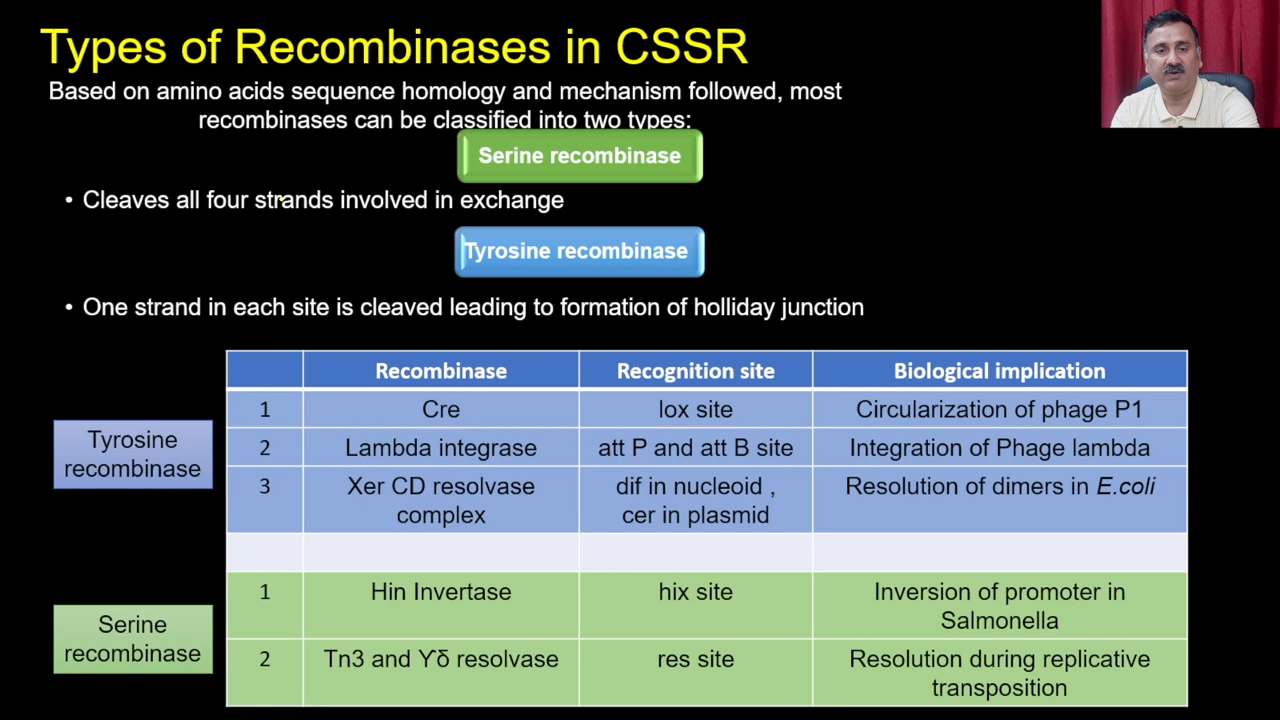 Types of Recombinases in CSSR
Based on amino acids sequence homology and mechanism followed, most
recombinases can be classified into two types:
Serine recombinase
• Cleaves all four strands involved in exchange
Tyrosine recombinase
• One strand in each site is cleaved leading to formation of holliday junction
Recombinase Recognition site Biological implication
Tyrosine
recombinase
1 Cre lox site Circularization of phage P1
2 Lambda integrase att P and att B site Integration of Phage lambda
3 Xer CD resolvase dif in nucleoid , Resolution of dimers in E.coli
complex cer in plasmid
Serine
recombinase
1 Hin Invertase hix site Inversion of promoter in
Salmonella
2 Tn3 and ϒδ resolvase res site Resolution during replicative
transposition